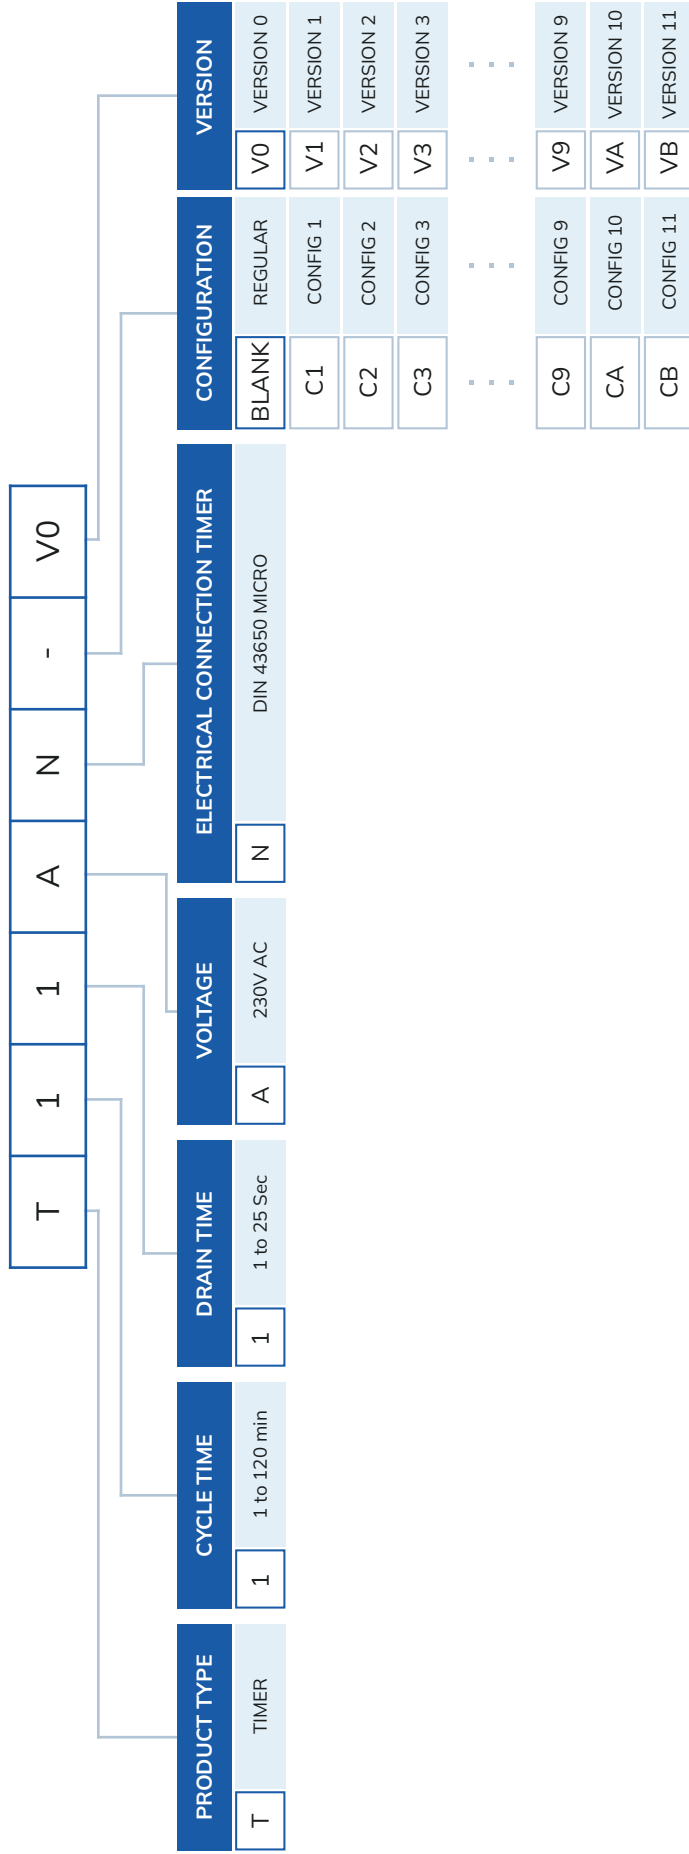 T 1 1 A N - V0
PRODUCT TYPE
T TIMER
CYCLE TIME
1 1 to 120 min
DRAIN TIME
1 1 to 25 Sec
VOLTAGE
A 230V AC
ELECTRICAL CONNECTION TIMER
N DIN 43650 MICRO
CONFIGURATION
BLANK REGULAR
C1 CONFIG 1
C2 CONFIG 2
C3 CONFIG 3
C9 CONFIG 9
CA CONFIG 10
CB CONFIG 11
VERSION
V0 VERSION 0
V1 VERSION 1
V2 VERSION 2
V3 VERSION 3
V9 VERSION 9
VA VERSION 10
VB VERSION 11